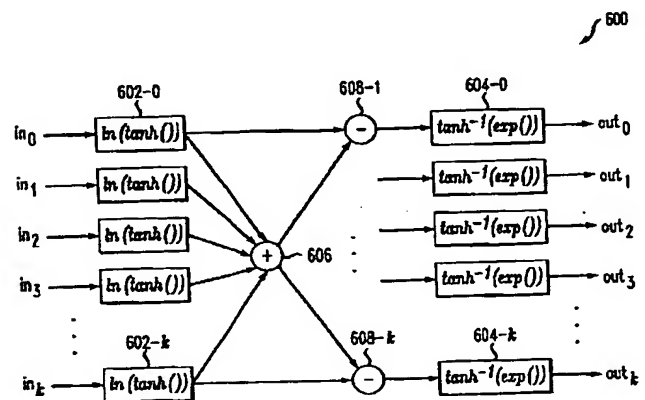 600
602-0
608-1
604-0
in0 ln(tanh()) − tanh⁻¹(exp()) out0
in1 ln(tanh()) tanh⁻¹(exp()) out1
in2 ln(tanh()) tanh⁻¹(exp()) out2
+ 606
in3 ln(tanh()) tanh⁻¹(exp()) out3
602-k
608-k
604-k
ink ln(tanh()) − tanh⁻¹(exp()) outk